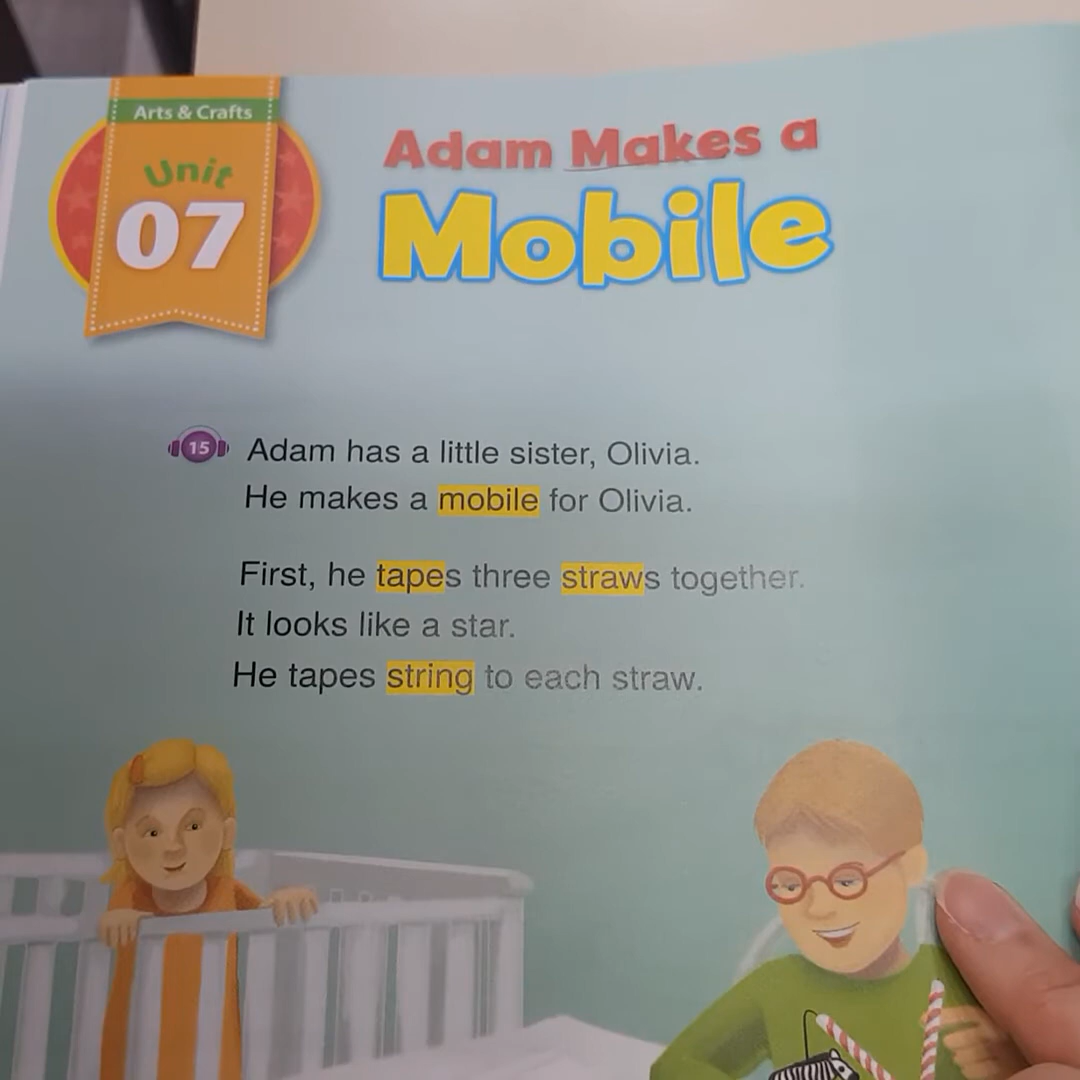 Arts & Crafts
Unit
07
Adam Makes a
Mobile
15
Adam has a little sister, Olivia.
He makes a mobile for Olivia.
First, he tapes three straws together.
It looks like a star.
He tapes string to each straw.